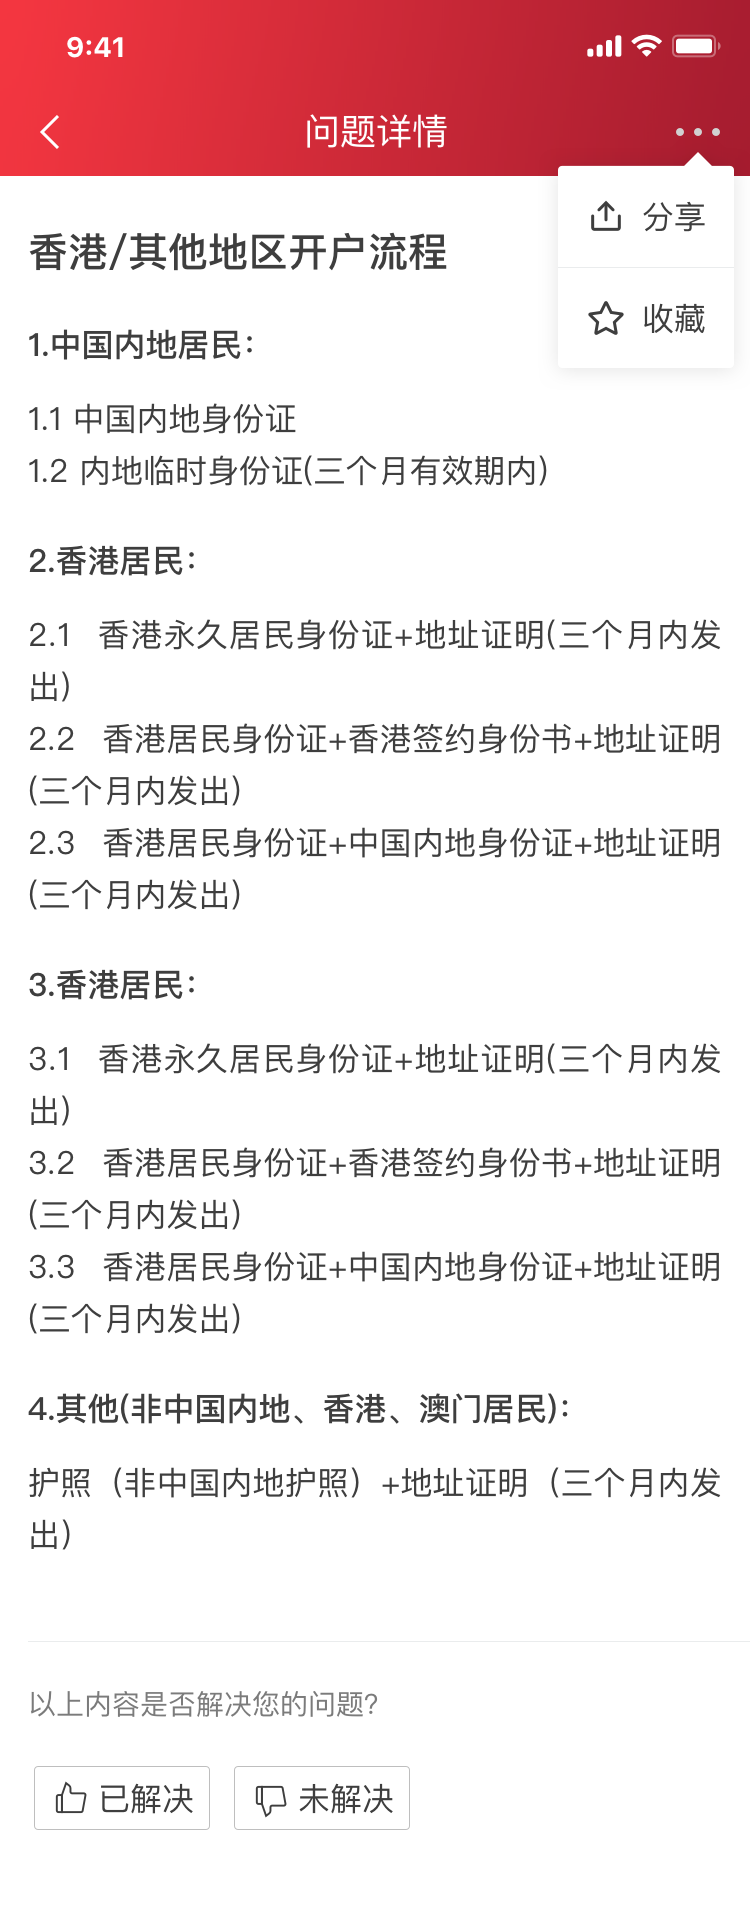 9:41
问题详情
分享
收藏
香港/其他地区开户流程
1.中国内地居民：
1.1 中国内地身份证
1.2 内地临时身份证(三个月有效期内)
2.香港居民：
2.1 香港永久居民身份证+地址证明(三个月内发
出)
2.2 香港居民身份证+香港签约身份书+地址证明
(三个月内发出)
2.3 香港居民身份证+中国内地身份证+地址证明
(三个月内发出)
3.香港居民：
3.1 香港永久居民身份证+地址证明(三个月内发
出)
3.2 香港居民身份证+香港签约身份书+地址证明
(三个月内发出)
3.3 香港居民身份证+中国内地身份证+地址证明
(三个月内发出)
4.其他(非中国内地、香港、澳门居民)：
护照（非中国内地护照）+地址证明（三个月内发
出）
以上内容是否解决您的问题?
已解决
未解决